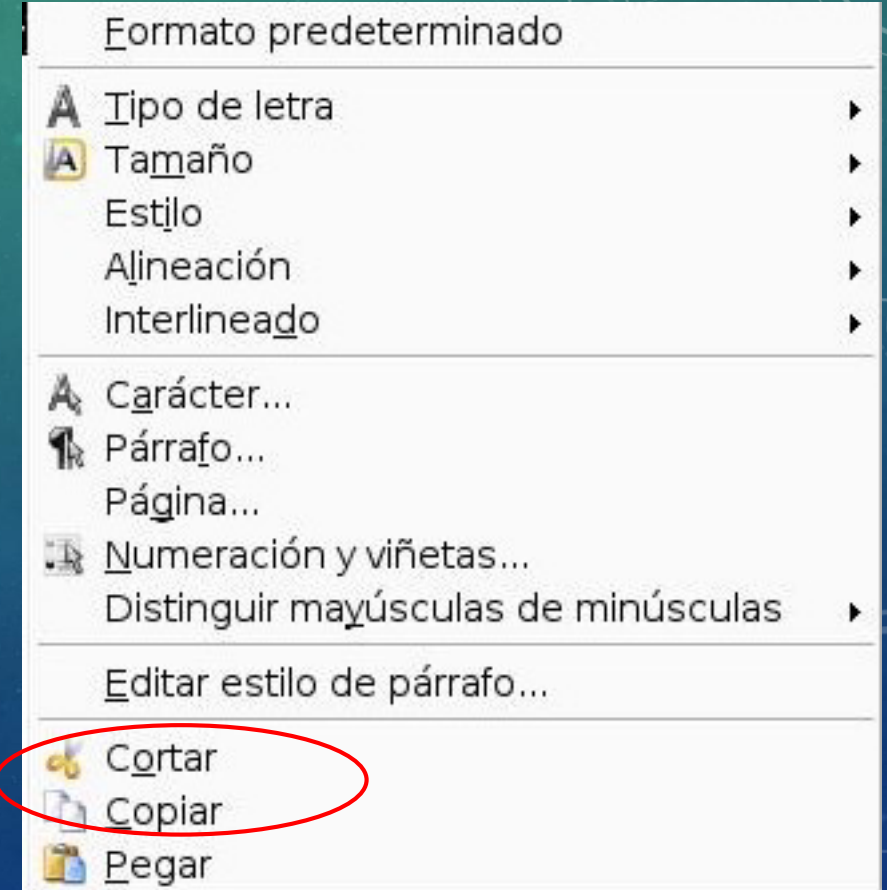 Formato predeterminado
Tipo de letra
Tamaño
Estilo
Alineación
Interlineado
Carácter...
Párrafo...
Página...
Numeración y viñetas...
Distinguir mayúsculas de minúsculas
Editar estilo de párrafo...
Cortar
Copiar
Pegar